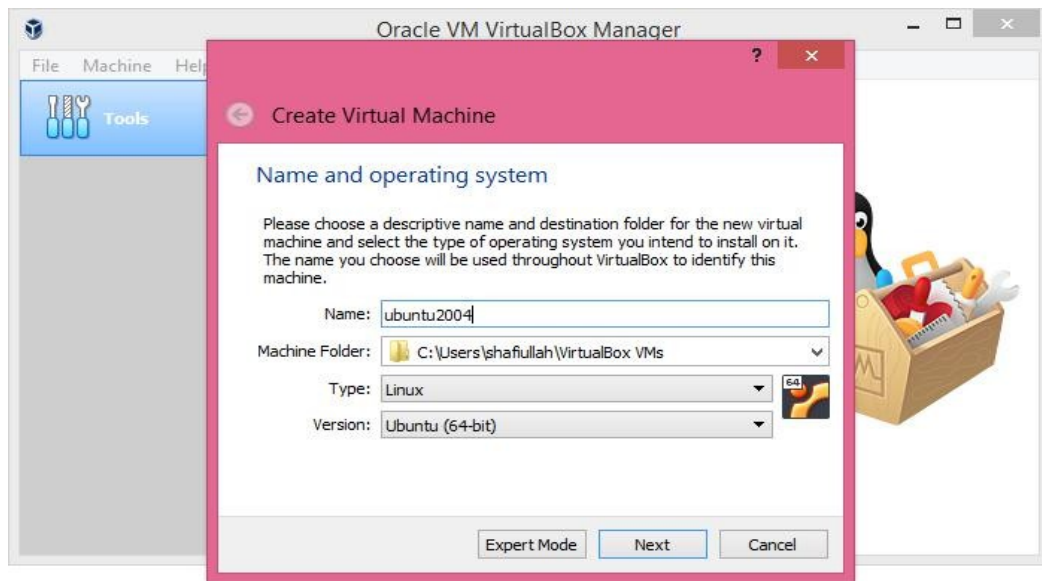 Oracle VM VirtualBox Manager
File Machine Help
Tools
?
Create Virtual Machine
Name and operating system
Please choose a descriptive name and destination folder for the new virtual
machine and select the type of operating system you intend to install on it.
The name you choose will be used throughout VirtualBox to identify this
machine.
Name: ubuntu2004
Machine Folder: C:\Users\shafiullah\VirtualBox VMs
Type: Linux
64
Version: Ubuntu (64-bit)
Expert Mode Next Cancel